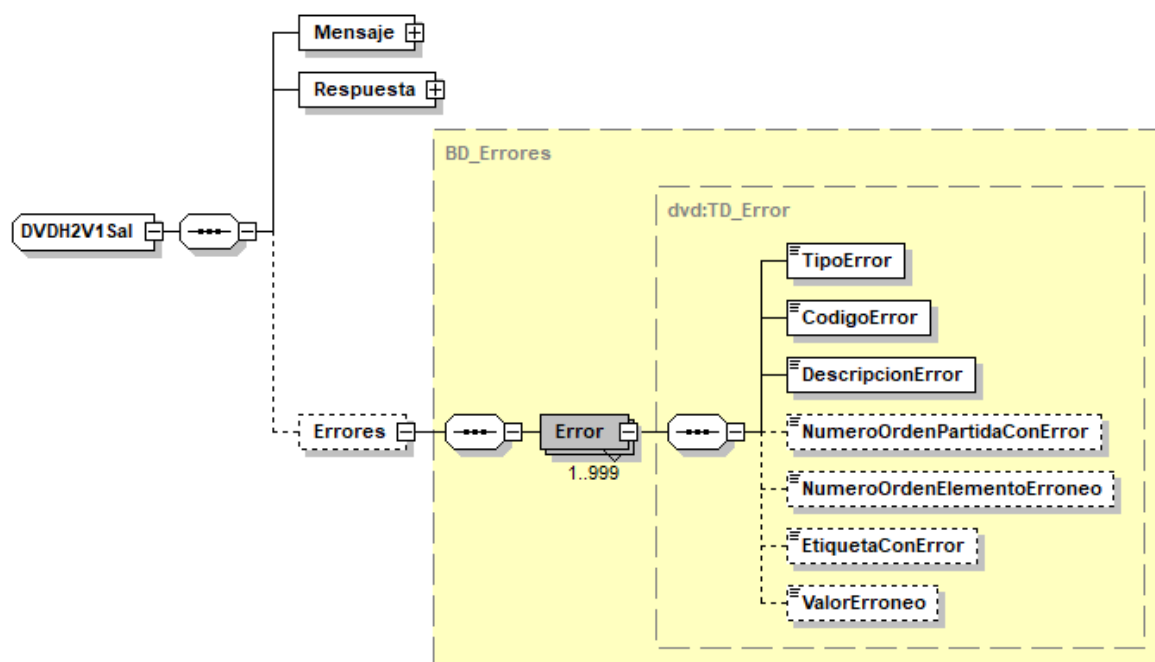 Mensaje
Respuesta
BD_Errores
dvd:TD_Error
DVDH2V1Sal
TipoError
CodigoError
DescripcionError
Errores
Error
1..999
NumeroOrdenPartidaConError
NumeroOrdenElementoErroneo
EtiquetaConError
ValorErroneo